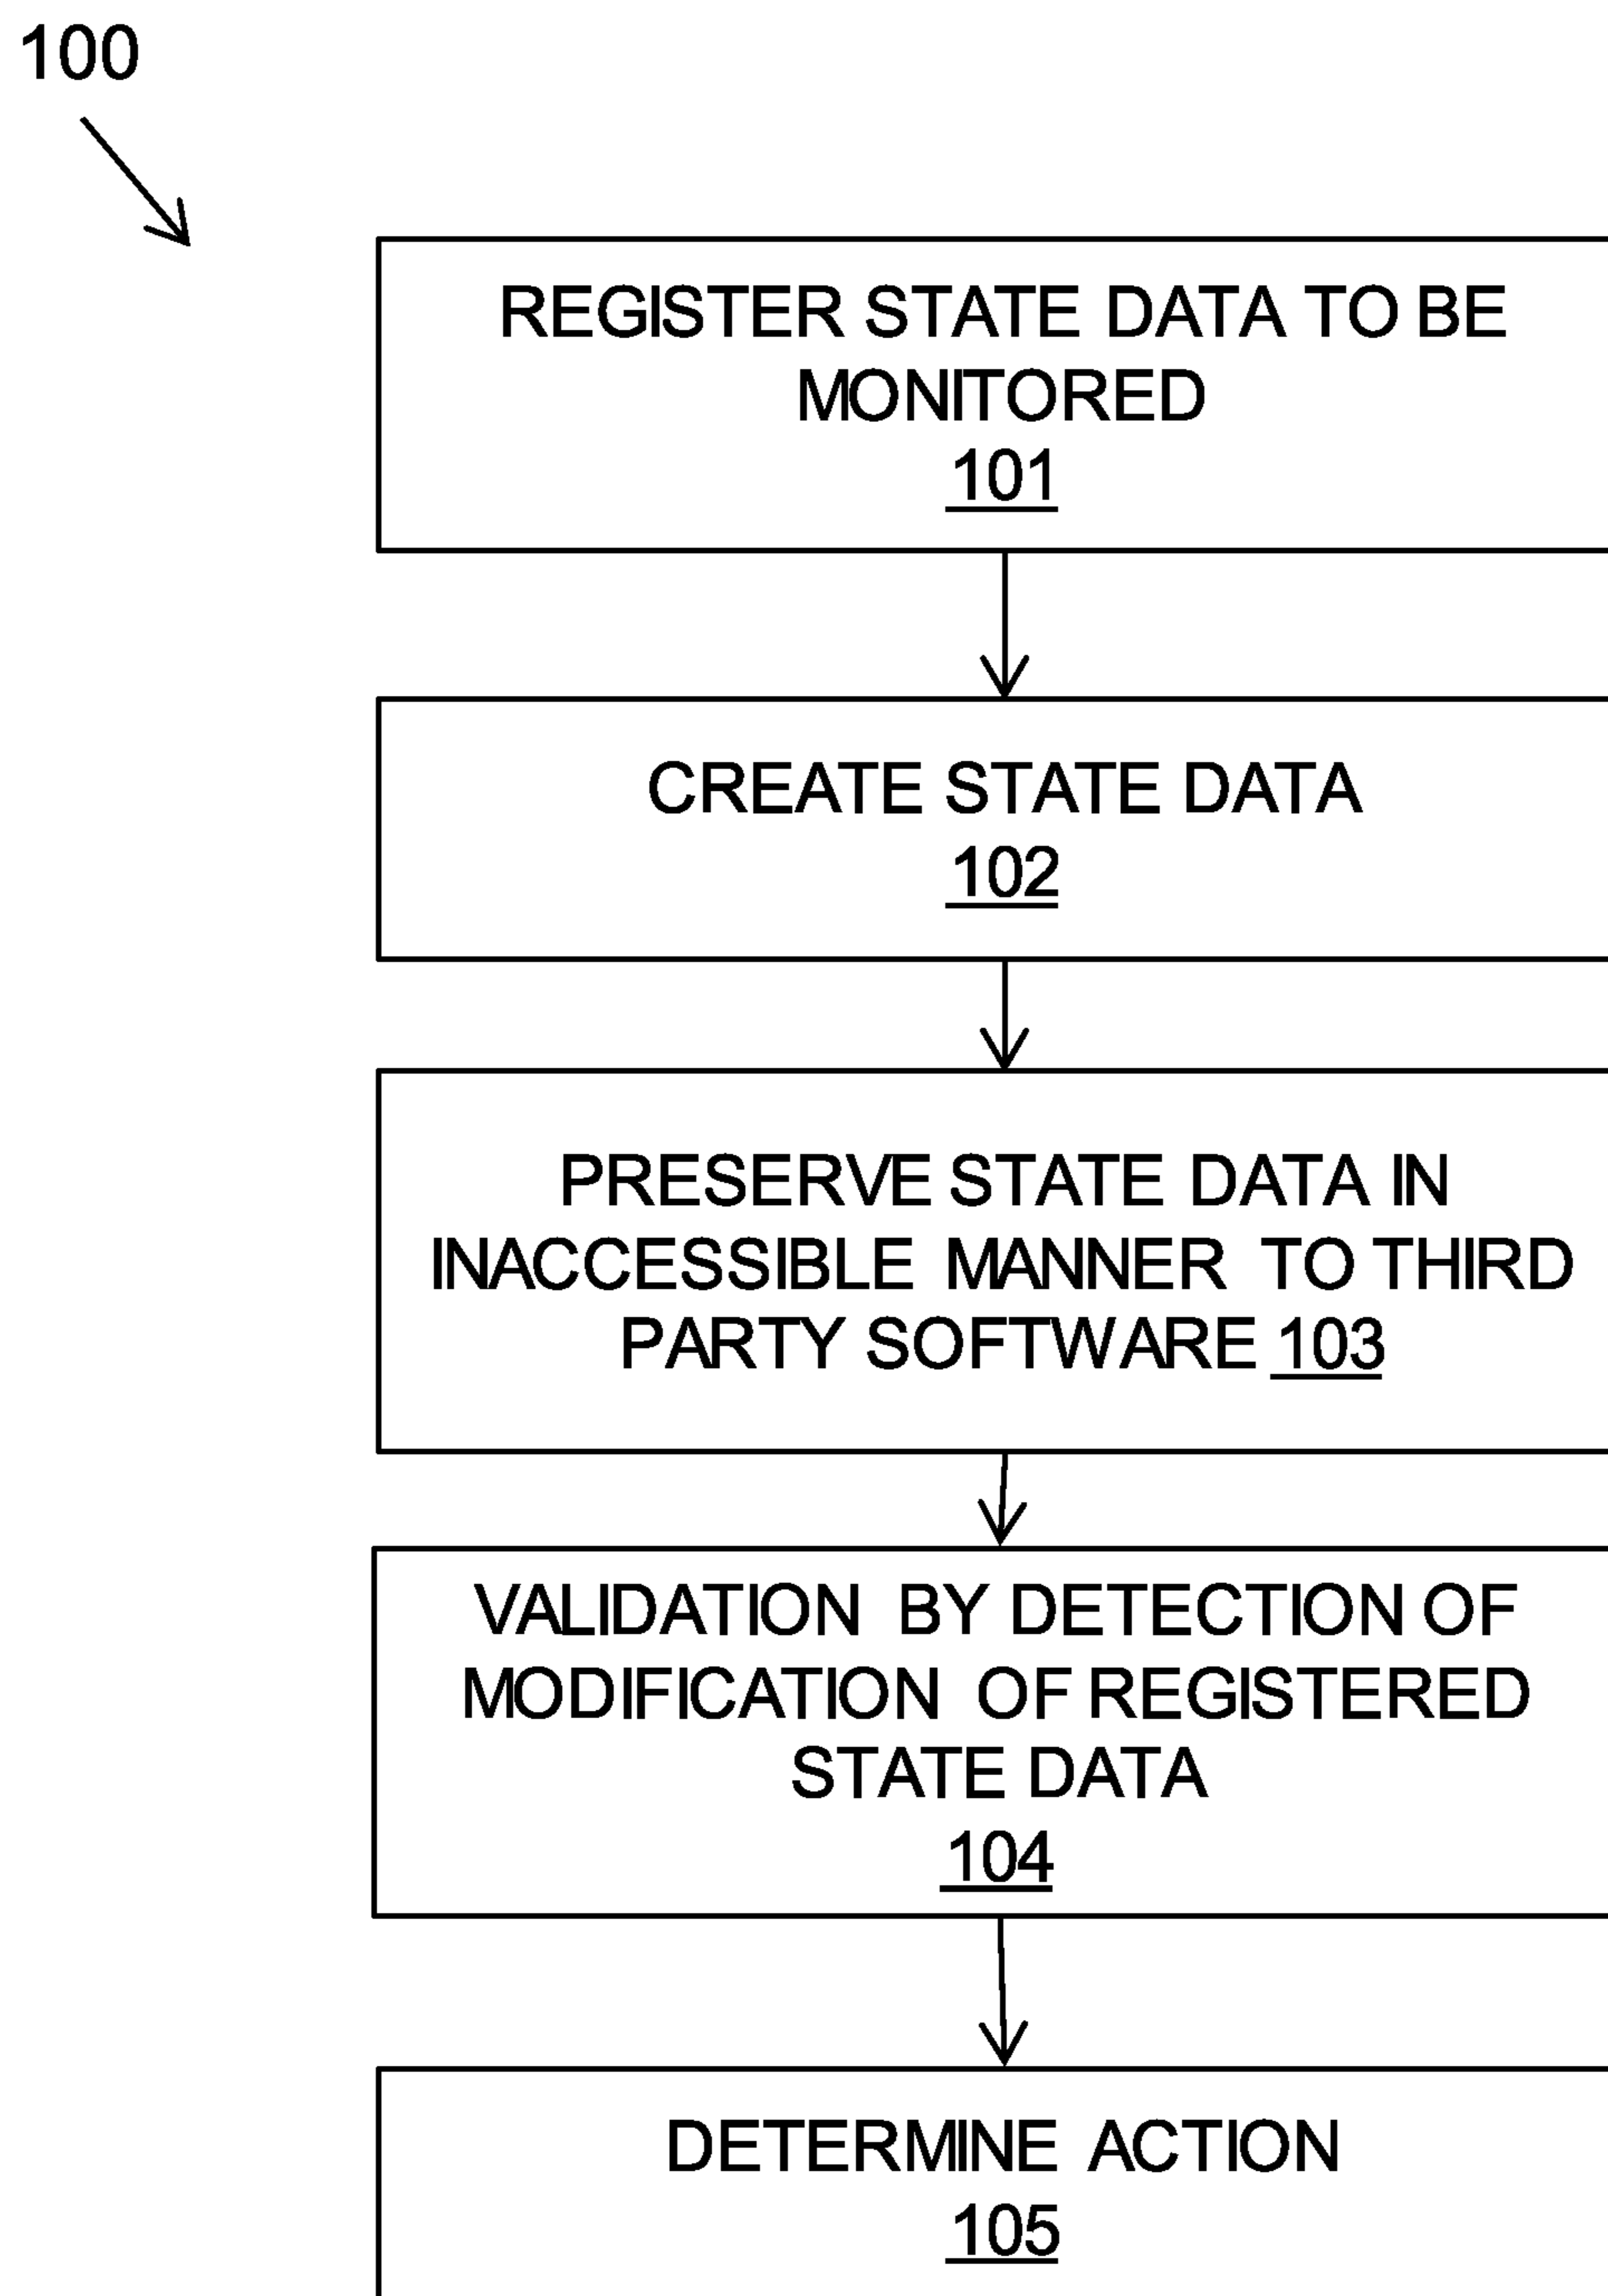 100
REGISTER STATE DATA TO BE
MONITORED
101
CREATE STATE DATA
102
PRESERVE STATE DATA IN
INACCESSIBLE MANNER TO THIRD
PARTY SOFTWARE 103
VALIDATION BY DETECTION OF
MODIFICATION OF REGISTERED
STATE DATA
104
DETERMINE ACTION
105